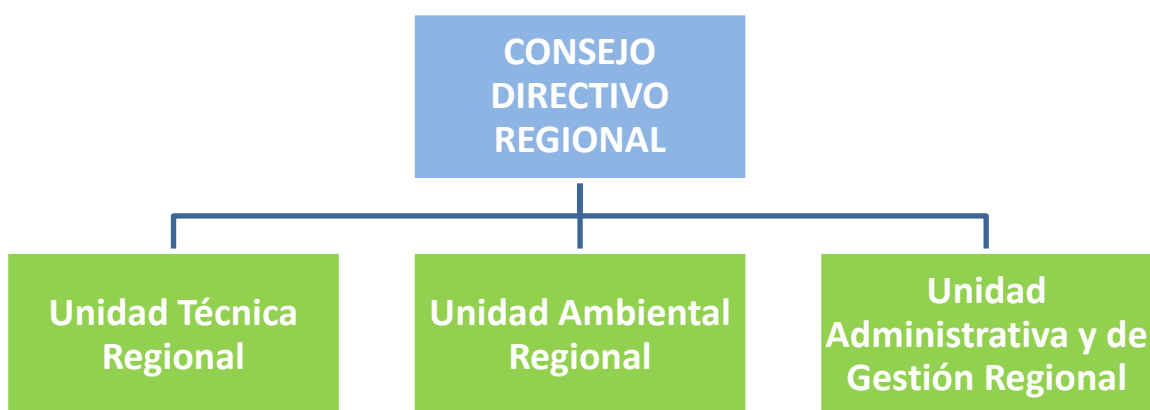 CONSEJO
DIRECTIVO
REGIONAL
Unidad Técnica
Regional
Unidad Ambiental
Regional
Unidad
Administrativa y de
Gestión Regional